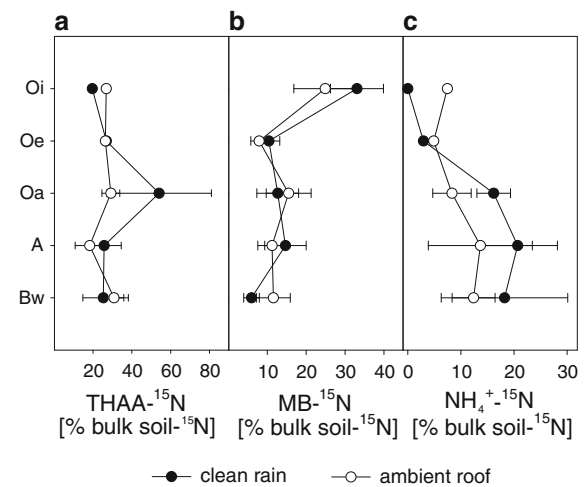 a b c
Oi
Oe
Oa
A
Bw
20 40 60 80 10 20 30 40 0 10 20 30
THAA-¹⁵N MB-¹⁵N NH₄⁺-¹⁵N
[% bulk soil-¹⁵N] [% bulk soil-¹⁵N] [% bulk soil-¹⁵N]
clean rain ambient roof